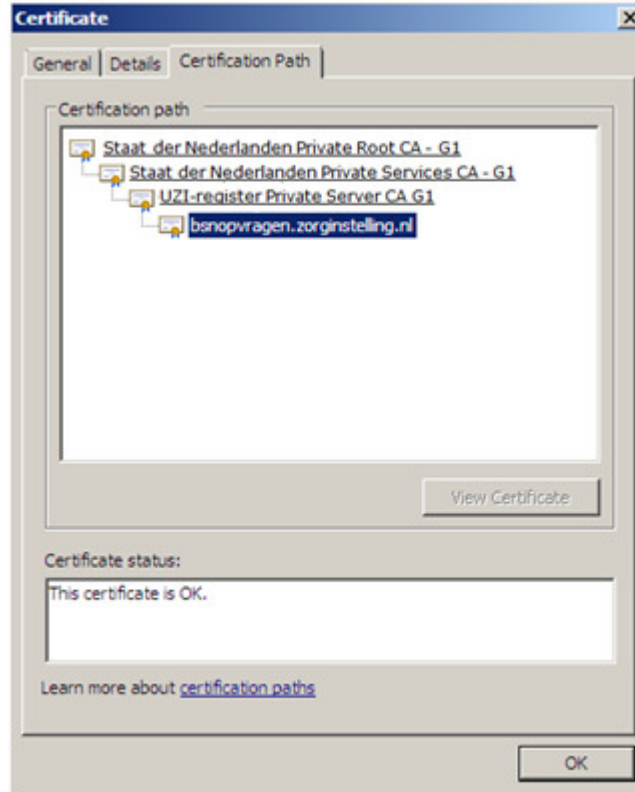 Certificate
General
Details
Certification Path
Certification path
Staat der Nederlanden Private Root CA - G1
Staat der Nederlanden Private Services CA - G1
UZI-register Private Server CA G1
bsnopvragen.zorginstelling.nl
View Certificate
Certificate status:
This certificate is OK.
Learn more about certification paths
OK